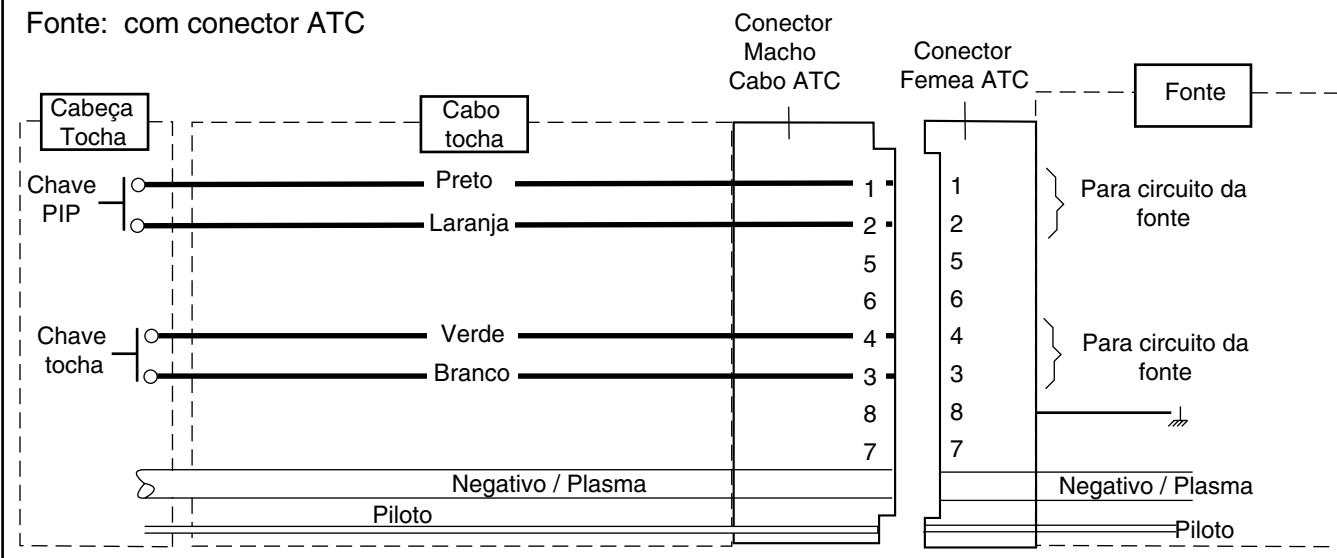 Fonte: com conector ATC
Conector
Macho
Cabo ATC
Conector
Femea ATC
Fonte
Cabeça
Tocha
Cabo
tocha
Chave
PIP
Preto
1
1
Para circuito da
fonte
Laranja
2
2
5
5
6
6
Chave
tocha
Verde
4
4
Para circuito da
fonte
Branco
3
3
8
8
7
7
Negativo / Plasma
Negativo / Plasma
Piloto
Piloto